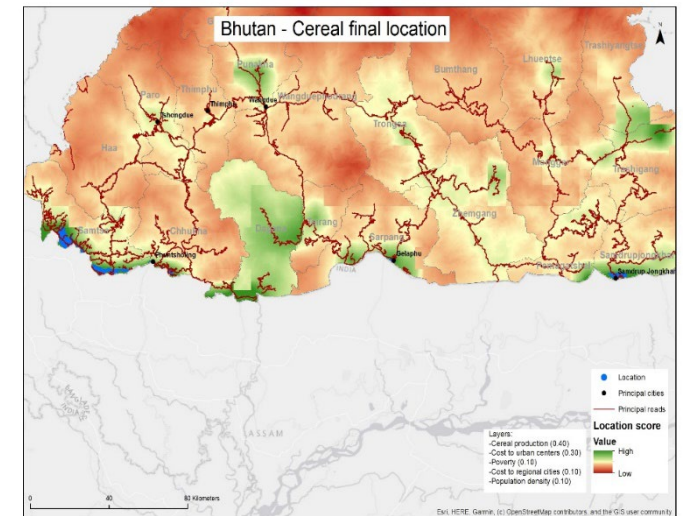 Bhutan - Cereal final location
N
Trashiyangtse
Punakha
Lhuentse
Bumthang
Thimphu
Paro
Thimphu
Wangdue
Wangduephodrang
Tshongdue
Trongsa
Haa
Monggar
Trashigang
Zhemgang
Samtse
Chhukha
Dagana
Tsirang
Sarpang
Gelaphu
Phuntsholing
Pemagatshel
Samdrupjongkhar
Samdrup Jongkhar
INDIA
ASSAM
Location
Principal cities
Principal roads
Location score
Value
High
Low
Layers:
-Cereal production (0.40)
-Cost to urban centers (0.30)
-Poverty (0.10)
-Cost to regional cities (0.10)
-Population density (0.10)
0 40 80 Kilometers
Esri, HERE, Garmin, (c) OpenStreetMap contributors, and the GIS user community